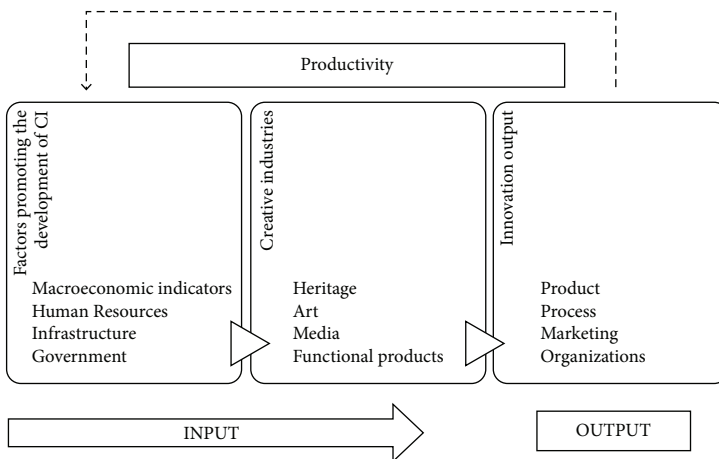 Productivity
Factors promoting the
development of CI
Macroeconomic indicators
Human Resources
Infrastructure
Government
Creative industries
Heritage
Art
Media
Functional products
Innovation output
Product
Process
Marketing
Organizations
INPUT
OUTPUT